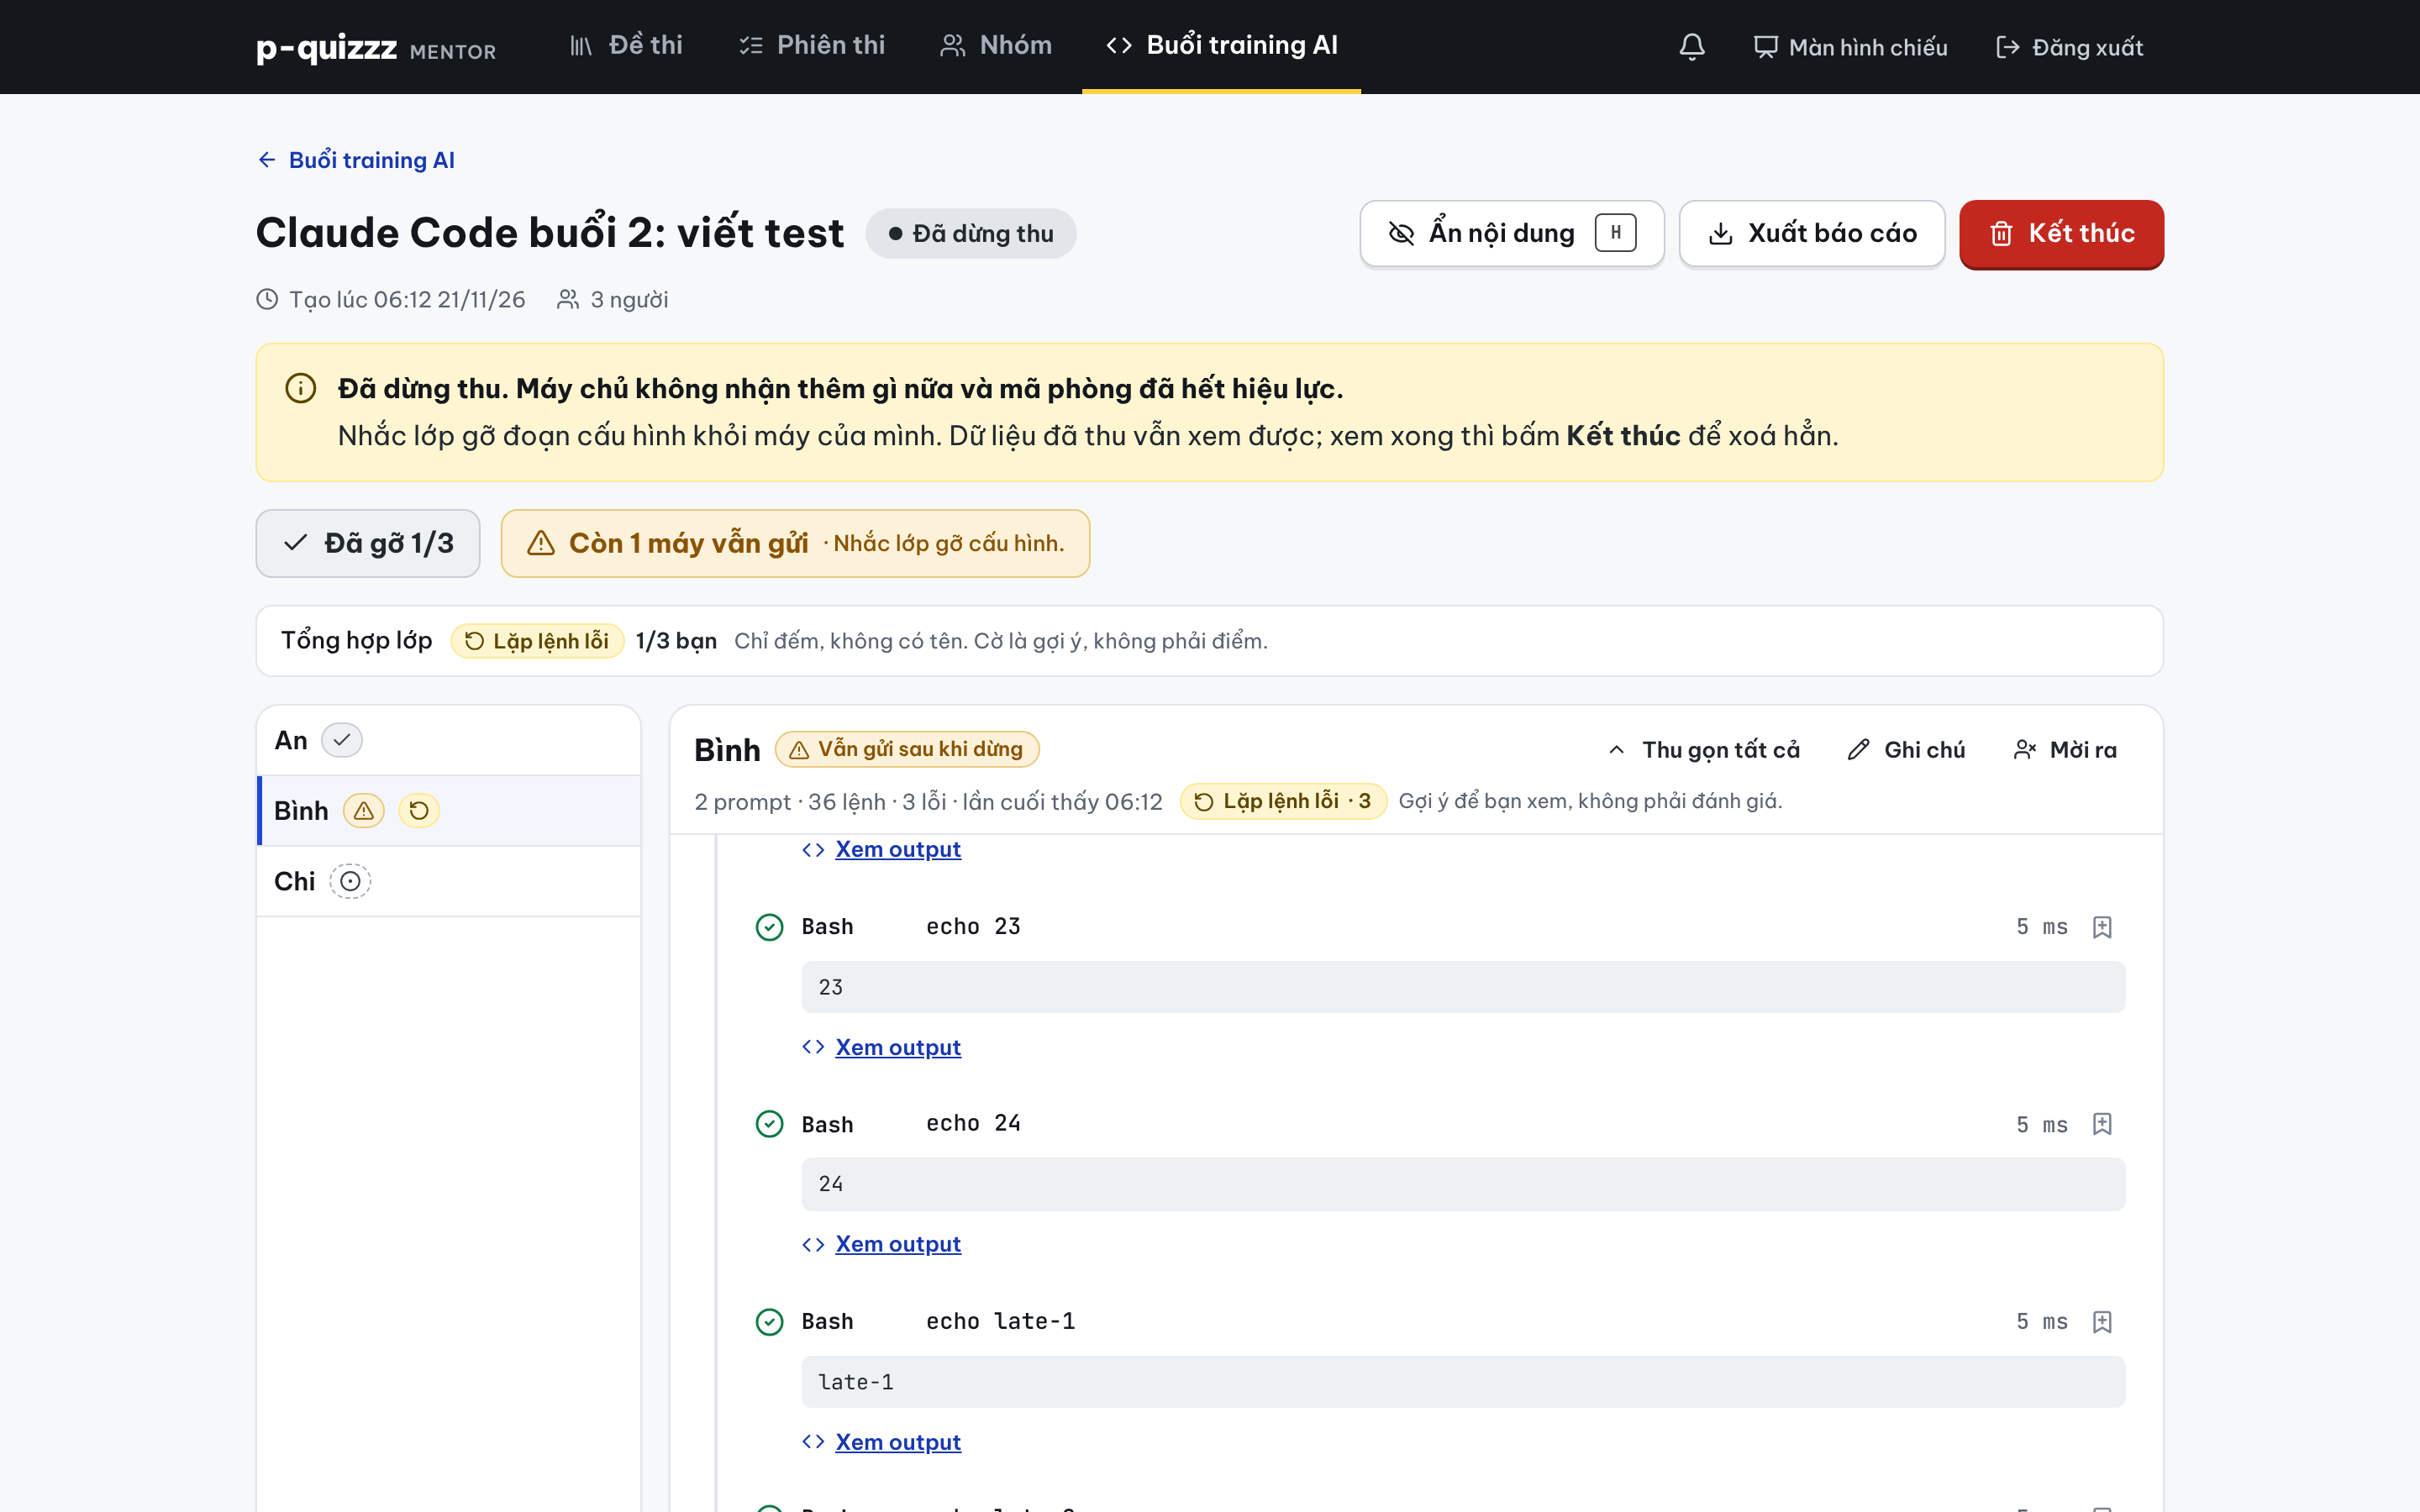 p-quizzz MENTOR
Đề thi
Phiên thi
Nhóm
Buổi training AI
Màn hình chiếu
Đăng xuất
Buổi training AI
Claude Code buổi 2: viết test
Đã dừng thu
Ẩn nội dung H
Xuất báo cáo
Kết thúc
Tạo lúc 06:12 21/11/26
3 người
Đã dừng thu. Máy chủ không nhận thêm gì nữa và mã phòng đã hết hiệu lực.
Nhắc lớp gỡ đoạn cấu hình khỏi máy của mình. Dữ liệu đã thu vẫn xem được; xem xong thì bấm Kết thúc để xoá hẳn.
Đã gỡ 1/3
Còn 1 máy vẫn gửi · Nhắc lớp gỡ cấu hình.
Tổng hợp lớp Lặp lệnh lỗi 1/3 bạn Chỉ đếm, không có tên. Cờ là gợi ý, không phải điểm.
An
Bình
Chi
Bình Vẫn gửi sau khi dừng
Thu gọn tất cả
Ghi chú
Mời ra
2 prompt · 36 lệnh · 3 lỗi · lần cuối thấy 06:12 Lặp lệnh lỗi · 3 Gợi ý để bạn xem, không phải đánh giá.
Xem output
Bash echo 23 5 ms
23
Xem output
Bash echo 24 5 ms
24
Xem output
Bash echo late-1 5 ms
late-1
Xem output